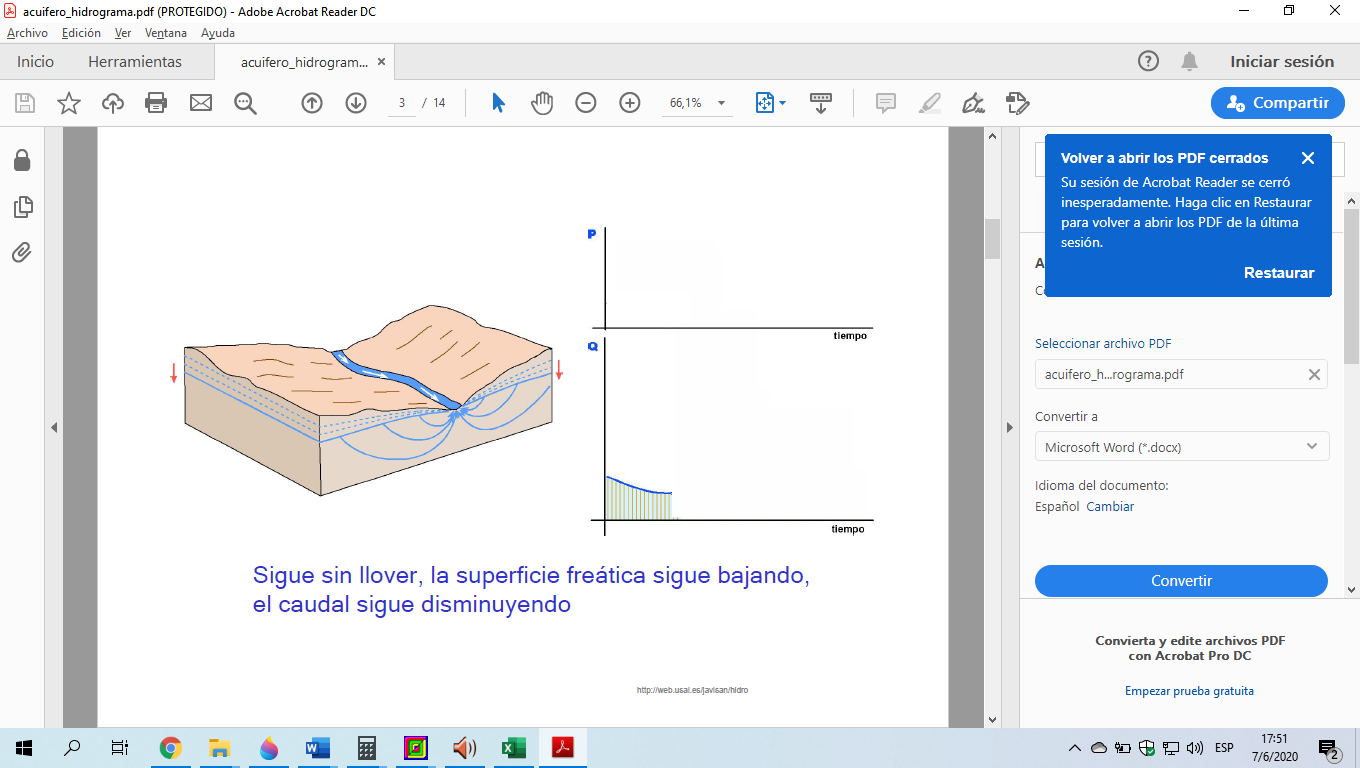 acuifero_hidrograma.pdf (PROTEGIDO) - Adobe Acrobat Reader DC
Archivo Edición Ver Ventana Ayuda
Inicio Herramientas acuifero_hidrogram... Iniciar sesión
3 / 14 66,1% Compartir
Volver a abrir los PDF cerrados
Su sesión de Acrobat Reader se cerró
inesperadamente. Haga clic en Restaurar
para volver a abrir los PDF de la última
sesión.
Restaurar
P
tiempo
Q
tiempo
Sigue sin llover, la superficie freática sigue bajando,
el caudal sigue disminuyendo
http://web.usal.es/javisan/hidro
Seleccionar archivo PDF
acuifero_h...rograma.pdf
Convertir a
Microsoft Word (*.docx)
Idioma del documento:
Español Cambiar
Convertir
Convierta y edite archivos PDF
con Acrobat Pro DC
Empezar prueba gratuita
ESP
17:51
7/6/2020
2